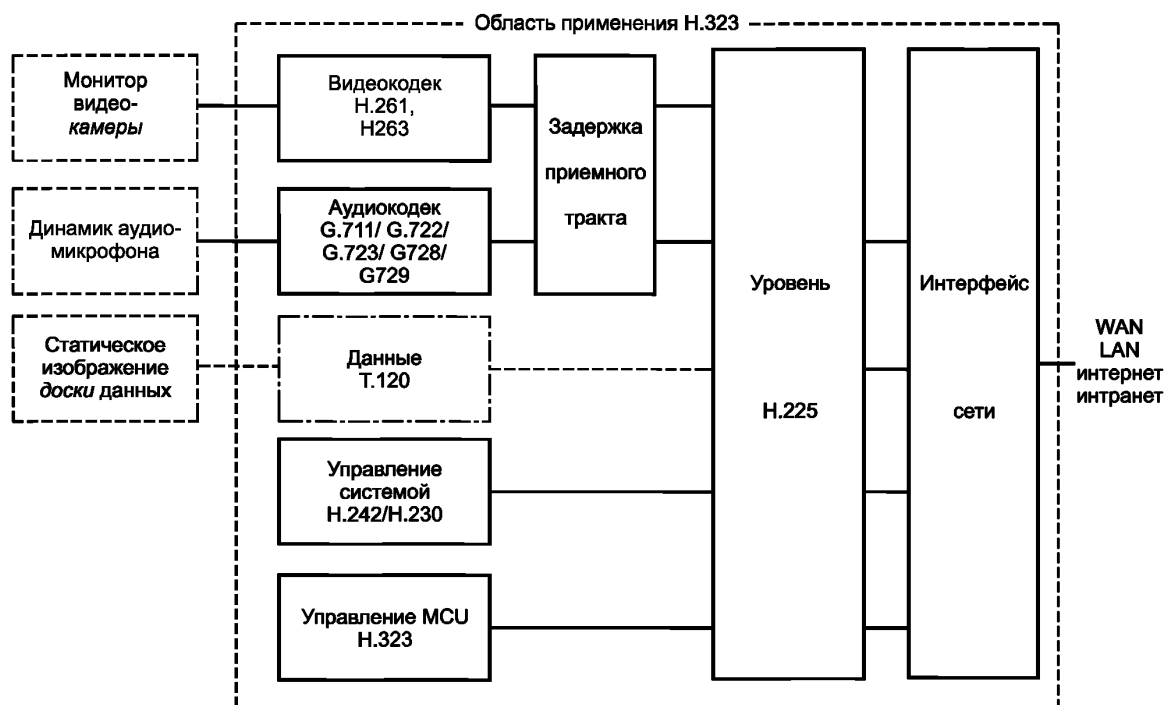 Область применения Н.323
Монитор
видео-
камеры
Видеокодек
Н.261,
Н263
Задержка
приемного
тракта
Динамик аудио-
микрофона
Аудиокодек
G.711/ G.722/
G.723/ G728/
G729
Уровень
Н.225
Интерфейс
сети
WAN
LAN
интернет
интранет
Статическое
изображение
доски данных
Данные
Т.120
Управление
системой
Н.242/Н.230
Управление MCU
Н.323